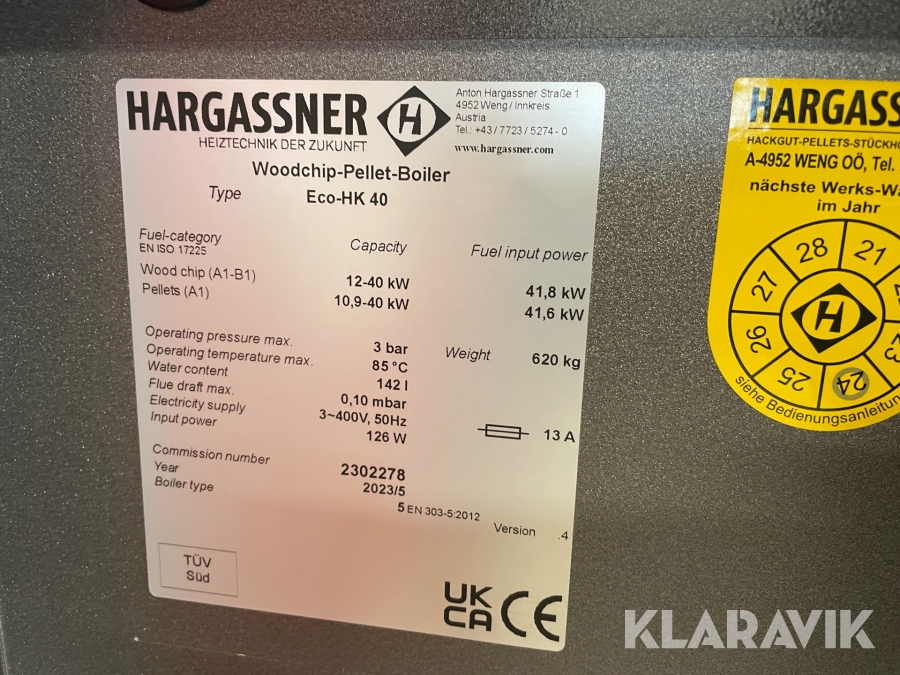 HARGASSNER
HEIZTECHNIK DER ZUKUNFT
H
Anton Hargassner Straße 1
4952 Weng / Innkreis
Austria
Tel.: +43 / 7723 / 5274 - 0
www.hargassner.com
Woodchip-Pellet-Boiler
Type Eco-HK 40
Fuel-category Capacity Fuel input power
EN ISO 17225
Wood chip (A1-B1) 12-40 kW 41,8 kW
Pellets (A1) 10,9-40 kW 41,6 kW
Operating pressure max. 3 bar Weight 620 kg
Operating temperature max. 85 °C
Water content 142 l
Flue draft max. 0,10 mbar
Electricity supply 3~400V, 50Hz 13 A
Input power 126 W
Commission number 2302278
Year 2023/5
Boiler type 5 EN 303-5:2012
Version .4
TÜV
Süd
UK
CA CE
HARGASS
HACKGUT-PELLETS-STÜCKHO
A-4952 WENG OÖ, Tel.
nächste Werks-Wa
im Jahr
28 21
27
H
26
25 24
siehe Bedienungsanleitung
KLARAVIK